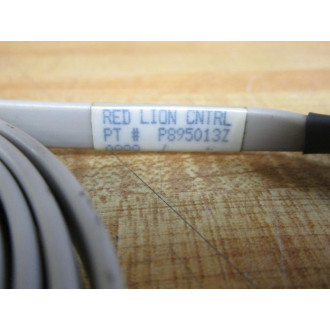 RED LION CNTRL
PT # P895013Z